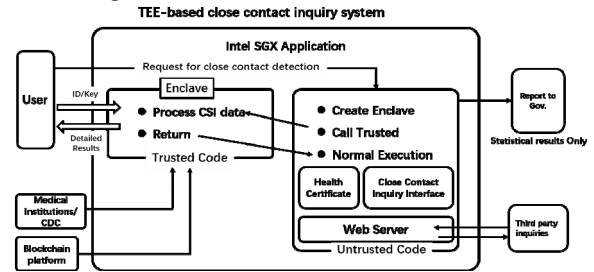 TEE-based close contact inquiry system
Intel SGX Application
Request for close contact detection
User
ID/Key
Detailed
Results
Enclave
Process CSI data
Return
Trusted Code
Create Enclave
Call Trusted
Normal Execution
Health
Certificate
Close Contact
Inquiry Interface
Web Server
Untrusted Code
Report to
Gov.
Statistical results Only
Medical
Institutions/
CDC
Blockchain
platform
Third party
inquiries